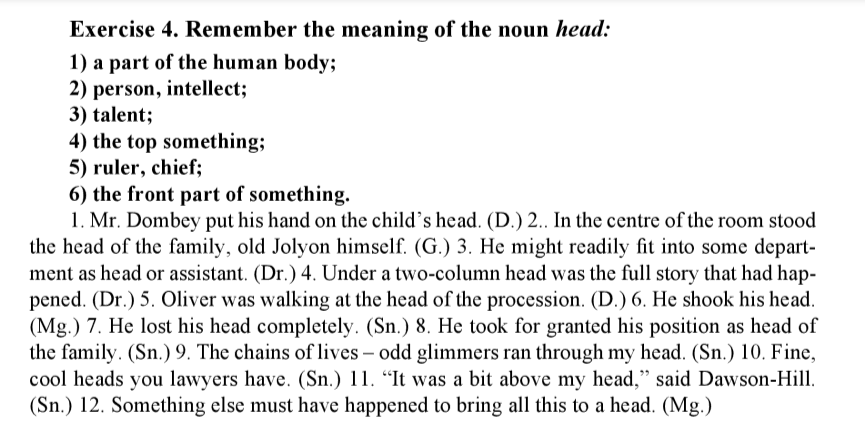 Exercise 4. Remember the meaning of the noun head:
1) a part of the human body;
2) person, intellect;
3) talent;
4) the top something;
5) ruler, chief;
6) the front part of something.
1. Mr. Dombey put his hand on the child's head. (D.) 2.. In the centre of the room stood
the head of the family, old Jolyon himself. (G.) 3. He might readily fit into some depart-
ment as head or assistant. (Dr.) 4. Under a two-column head was the full story that had hap-
pened. (Dr.) 5. Oliver was walking at the head of the procession. (D.) 6. He shook his head.
(Mg.) 7. He lost his head completely. (Sn.) 8. He took for granted his position as head of
the family. (Sn.) 9. The chains of lives – odd glimmers ran through my head. (Sn.) 10. Fine,
cool heads you lawyers have. (Sn.) 11. “It was a bit above my head,” said Dawson-Hill.
(Sn.) 12. Something else must have happened to bring all this to a head. (Mg.)